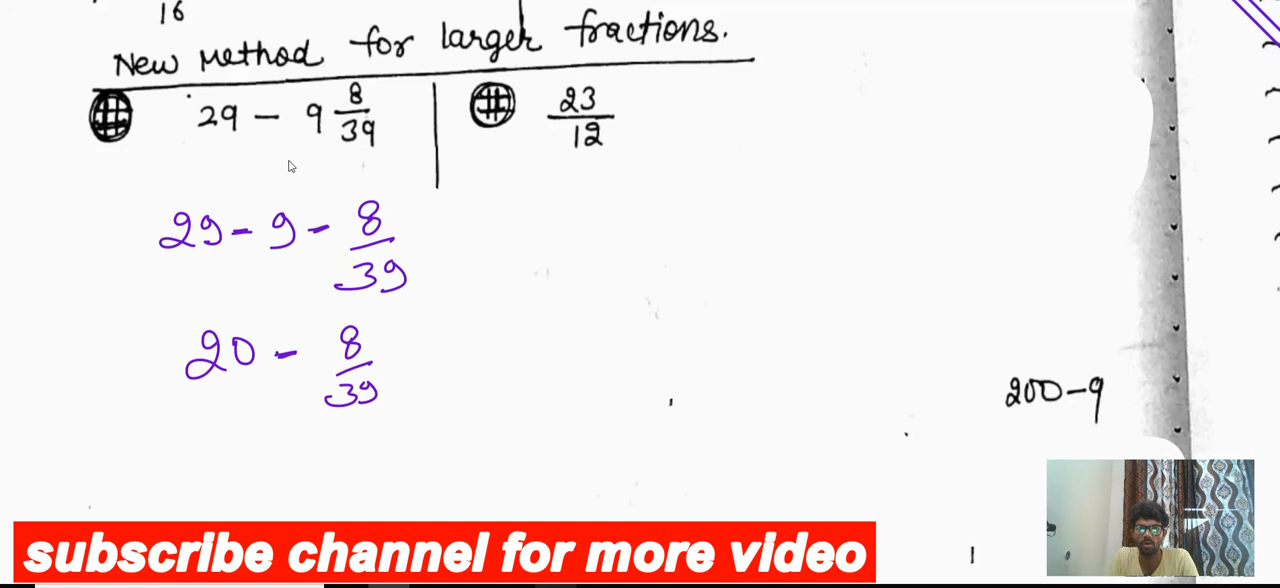 16
New Method for larger fractions.
29 - 9 8/39
23/12
29 - 9 - 8/39
20 - 8/39
200-9
subscribe channel for more video